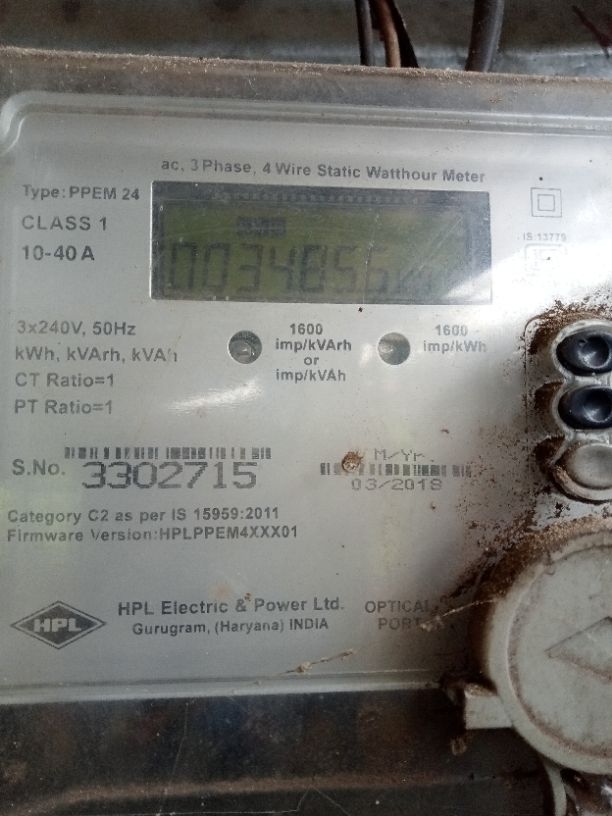 ac, 3 Phase, 4 Wire Static Watthour Meter
Type: PPEM 24
CLASS 1
10-40 A
IS:13779
3x240V, 50Hz
kWh, kVArh, kVAh
CT Ratio=1
PT Ratio=1
1600
imp/kVArh
or
imp/kVAh
1600
imp/kWh
S.No. 3302715
M/Yr.
03/2018
Category C2 as per IS 15959:2011
Firmware Version:HPLPPEM4XXX01
HPL
HPL Electric & Power Ltd.
Gurugram, (Haryana) INDIA
OPTICAL
PORT